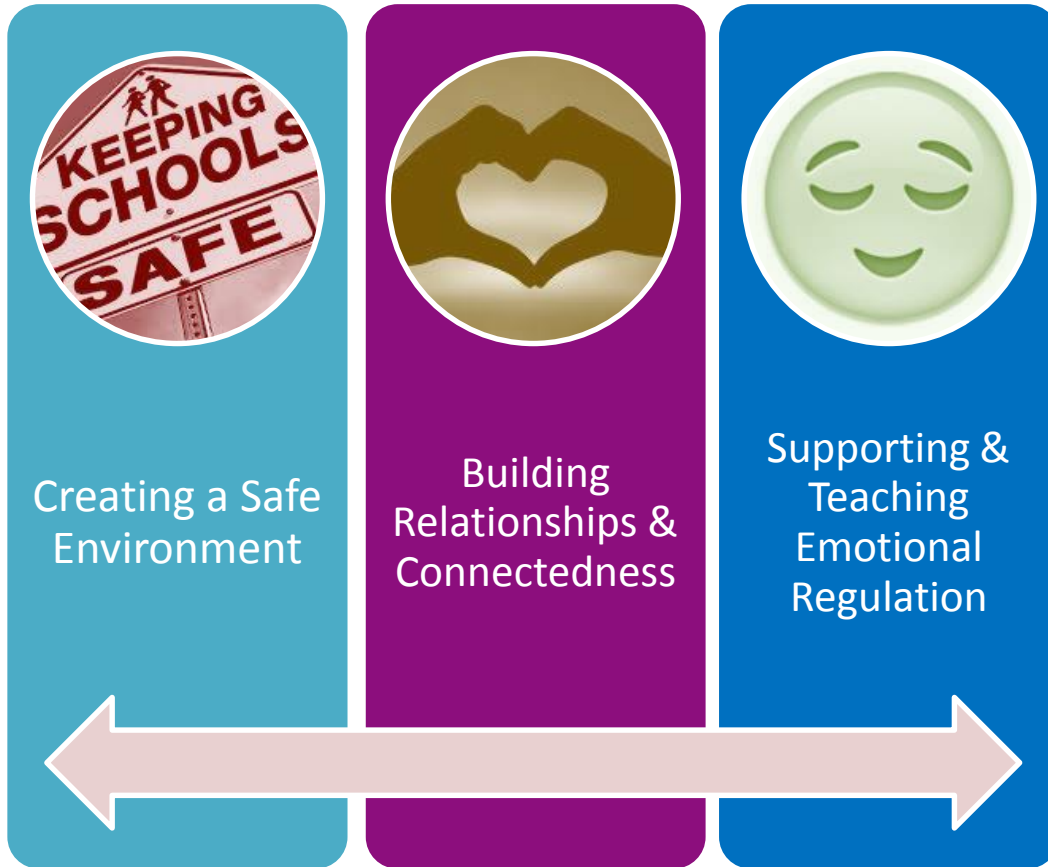 KEEPING
SCHOOLS
SAFE
Creating a Safe
Environment
Building
Relationships &
Connectedness
Supporting &
Teaching
Emotional
Regulation